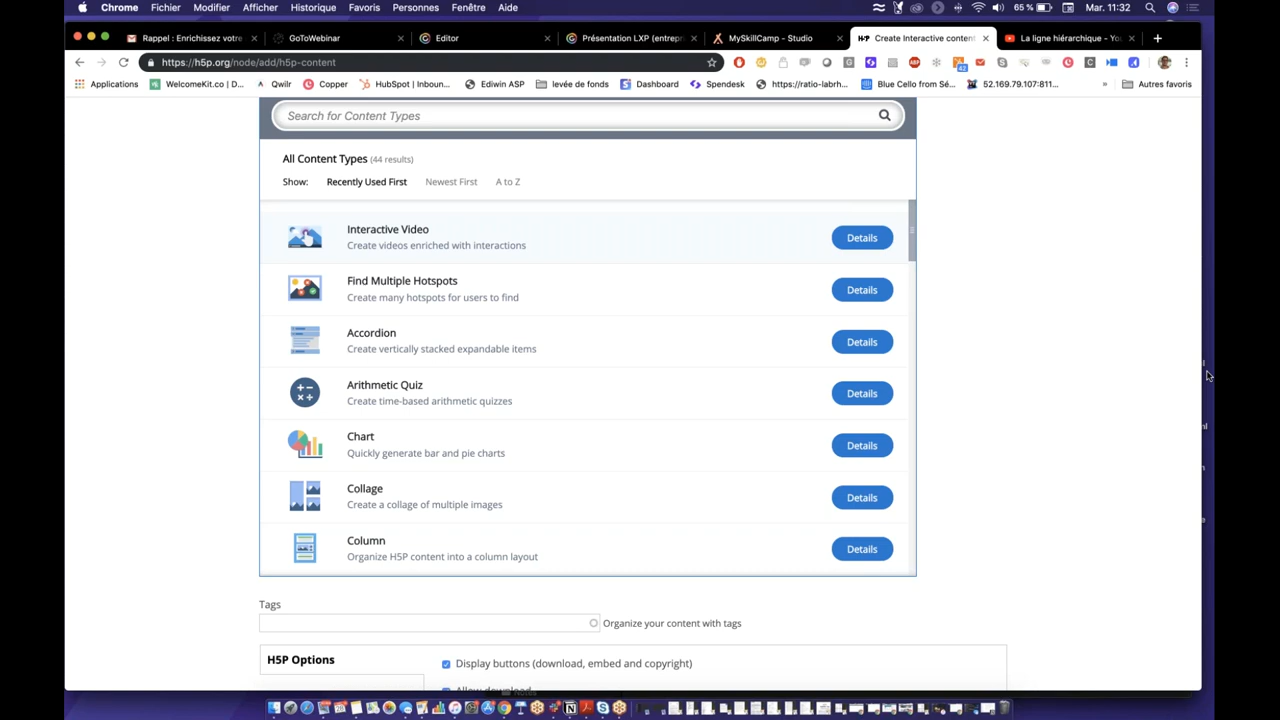 Chrome Fichier Modifier Afficher Historique Favoris Personnes Fenêtre Aide 65 % Mar. 11:32
Rappel : Enrichissez votre × GoToWebinar × Editor × Présentation LXP (entrepr × MySkillCamp - Studio × H5P Create Interactive content × La ligne hiérarchique - You × +
https://h5p.org/node/add/h5p-content
Applications WelcomeKit.co | D... Qwilr Copper HubSpot | Inboun... Ediwin ASP levée de fonds Dashboard Spendesk https://ratio-labrh... Blue Cello from Sé... 52.169.79.107:811... » Autres favoris
Search for Content Types
All Content Types (44 results)
Show: Recently Used First Newest First A to Z
Interactive Video
Create videos enriched with interactions
Details
Find Multiple Hotspots
Create many hotspots for users to find
Details
Accordion
Create vertically stacked expandable items
Details
Arithmetic Quiz
Create time-based arithmetic quizzes
Details
Chart
Quickly generate bar and pie charts
Details
Collage
Create a collage of multiple images
Details
Column
Organize H5P content into a column layout
Details
Tags
Organize your content with tags
H5P Options
Display buttons (download, embed and copyright)
Allow download
Notes